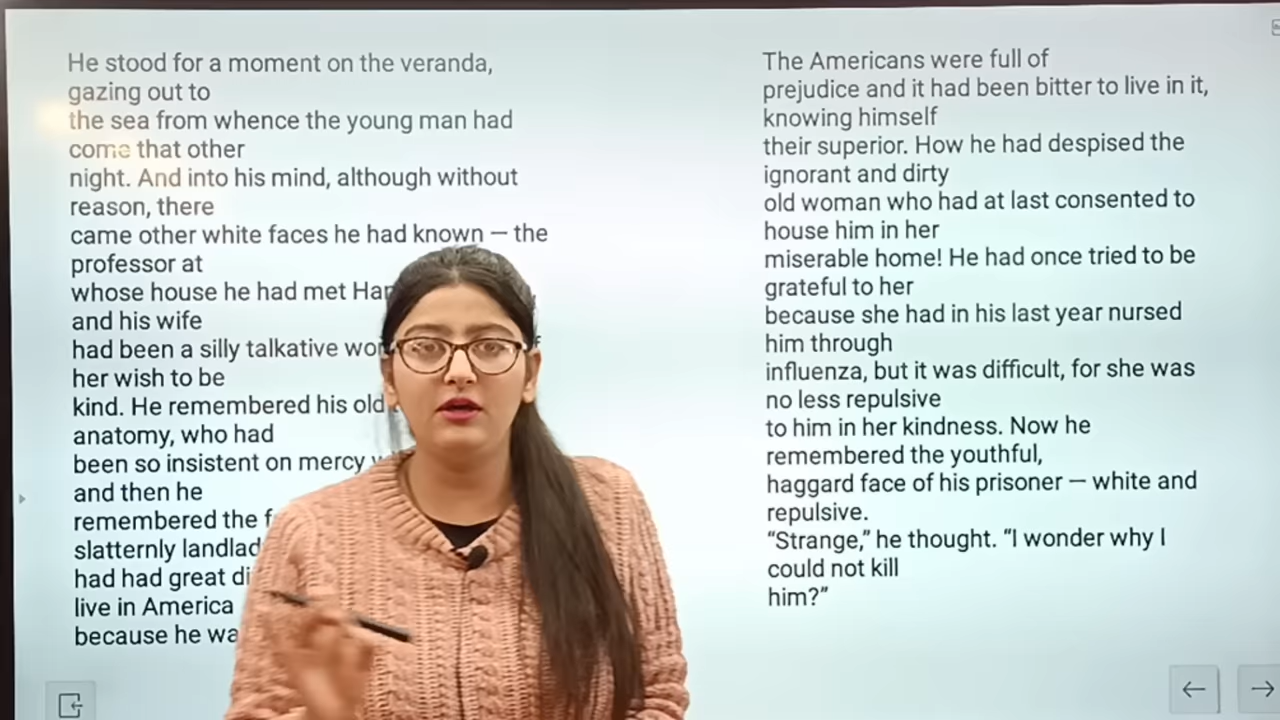 He stood for a moment on the veranda,
gazing out to
the sea from whence the young man had
come that other
night. And into his mind, although without
reason, there
came other white faces he had known — the
professor at
whose house he had met
and his wife
had been a silly talkative
her wish to be
kind. He remembered his old
anatomy, who had
been so insistent on mercy
and then he
remembered the
slatternly
had had great
live in America
because he
The Americans were full of
prejudice and it had been bitter to live in it,
knowing himself
their superior. How he had despised the
ignorant and dirty
old woman who had at last consented to
house him in her
miserable home! He had once tried to be
grateful to her
because she had in his last year nursed
him through
influenza, but it was difficult, for she was
no less repulsive
to him in her kindness. Now he
remembered the youthful,
haggard face of his prisoner — white and
repulsive.
“Strange,” he thought. “I wonder why I
could not kill
him?”